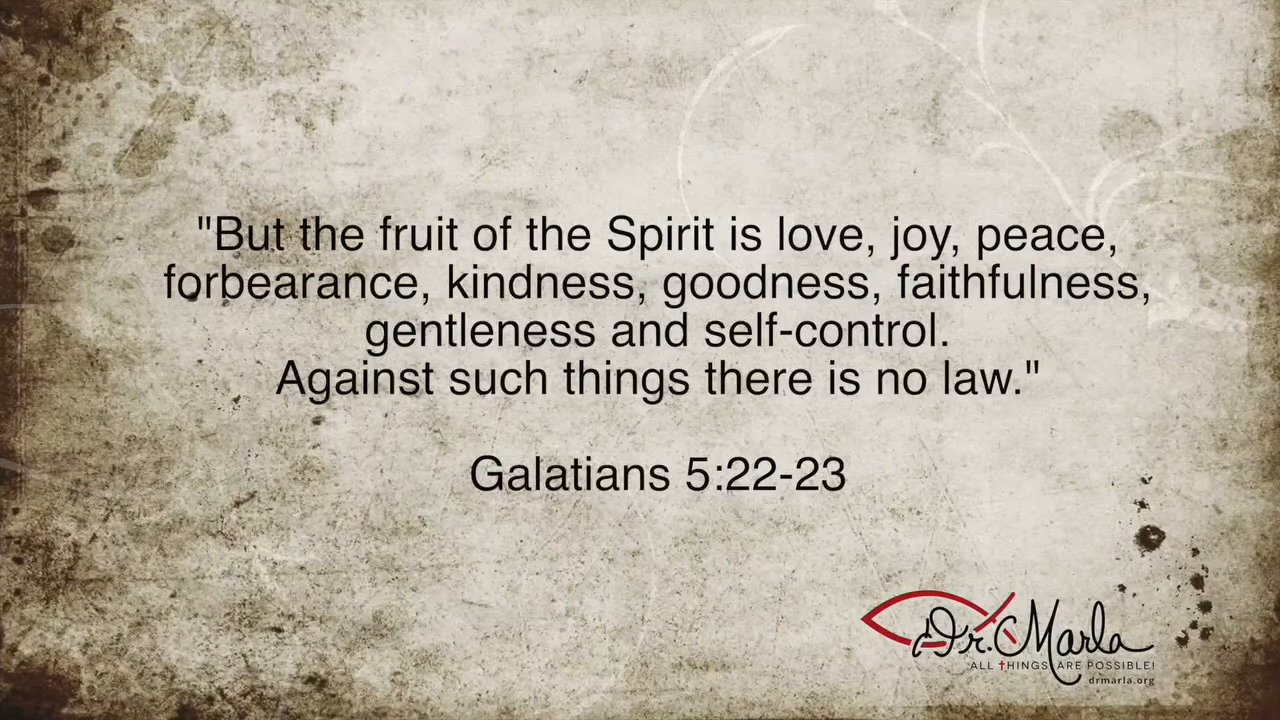 "But the fruit of the Spirit is love, joy, peace,
forbearance, kindness, goodness, faithfulness,
gentleness and self-control.
Against such things there is no law."
Galatians 5:22-23
Dr. Marla
ALL THINGS ARE POSSIBLE!
drmarla.org